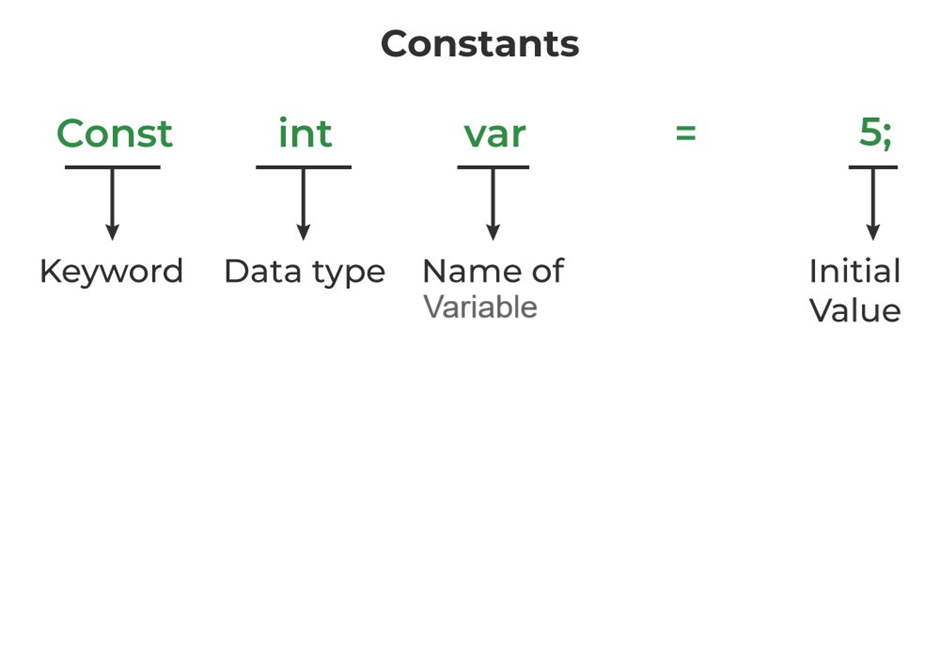 Constants
Const int var = 5;
Keyword Data type Name of Initial
Variable Value